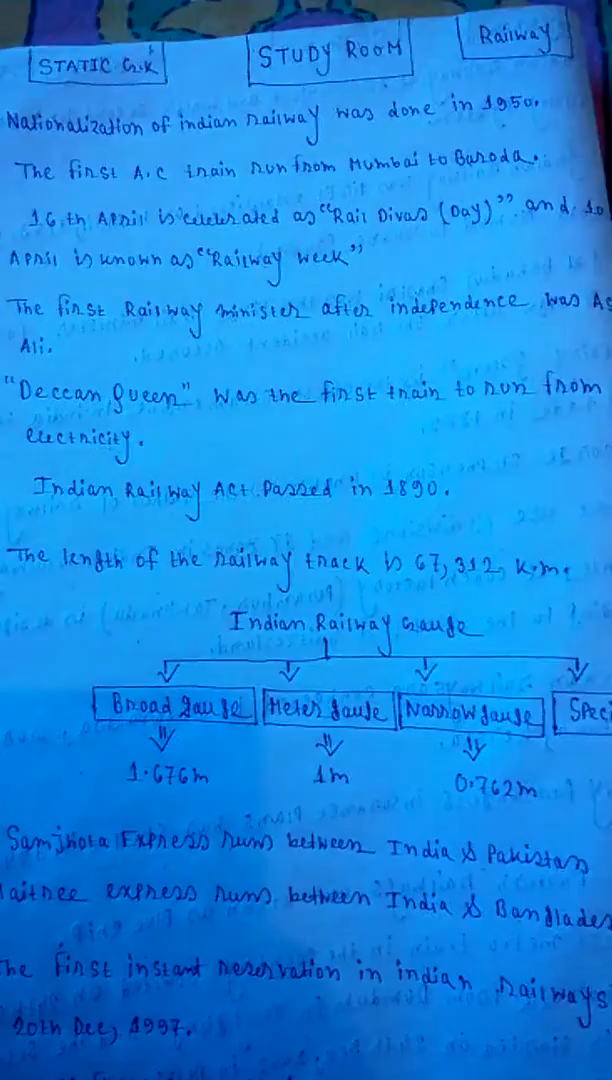 STATIC G.K STUDY ROOM Railway
Nationalization of indian railway was done in 1950.
The first A.C train run from Mumbai to Baroda.
16th April is celebrated as "Rail Divas (Day)" and 10
April is known as "Railway week"
The first Railway minister after independence was As
Ali.
"Deccan Queen" was the first train to run from
electricity.
Indian Railway Act Passed in 1890.
The length of the railway track is 67,312 k.m.
Indian Railway Gauge
Broad gauge Meter gauge Narrow gauge Speci
1.676m 1m 0.762m
Samjhota Express runs between India & Pakistan
aitree express runs between India & Banglades
The first instant reservation in indian railways
20th Dec, 1997.